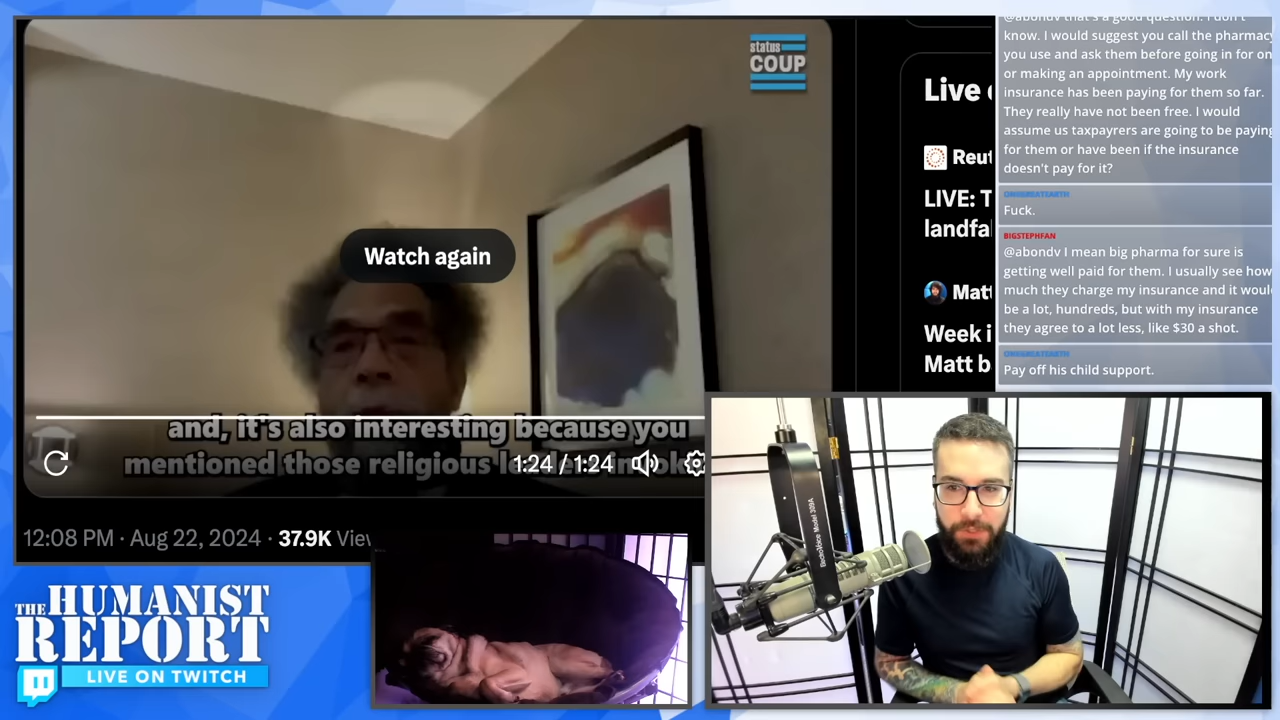 status
COUP
Watch again
and, it's also interesting because you
mentioned those religious
1:24 / 1:24
12:08 PM · Aug 22, 2024 · 37.9K Views
Live
Reut
LIVE: T
landfa
Matt
Week i
Matt b
@abondv that's a good question. I don't
know. I would suggest you call the pharmacy
you use and ask them before going in for on
or making an appointment. My work
insurance has been paying for them so far.
They really have not been free. I would
assume us taxpayrers are going to be paying
for them or have been if the insurance
doesn't pay for it?
Fuck.
BIGSTEPHFAN
@abondv I mean big pharma for sure is
getting well paid for them. I usually see how
much they charge my insurance and it woul
be a lot, hundreds, but with my insurance
they agree to a lot less, like $30 a shot.
Pay off his child support.
THE HUMANIST
REPORT
LIVE ON TWITCH